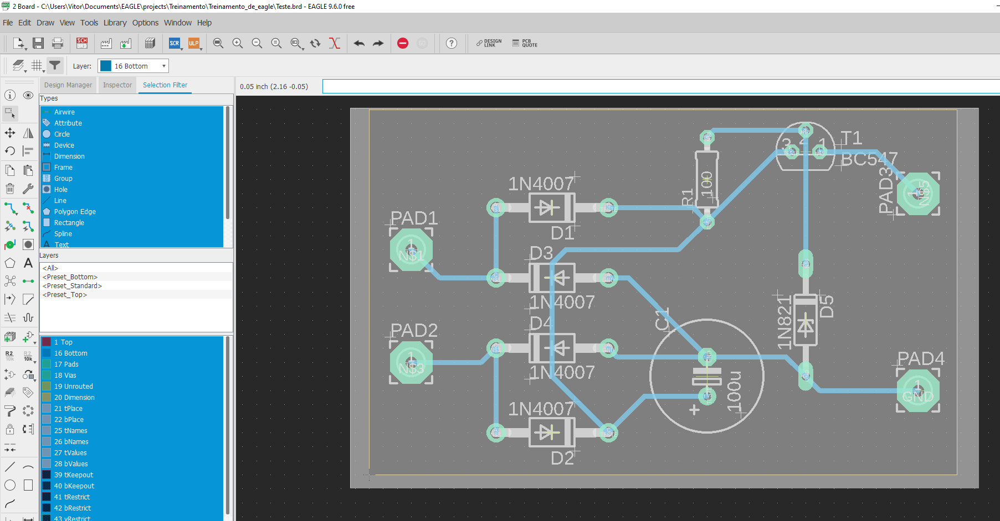 2 Board - C:\Users\Vitor\Documents\EAGLE\projects\Treinamento\Treinamento_de_eagle\Teste.brd - EAGLE 9.6.0 free
File Edit Draw View Tools Library Options Window Help
SCH
BRD
SCR
ULP
GO
DESIGN
LINK
PCB
QUOTE
Layer: 16 Bottom
Design Manager Inspector Selection Filter
0.05 inch (2.16 -0.05)
Types
Airwire
Attribute
Circle
Device
Dimension
Frame
Group
Hole
Line
Polygon Edge
Rectangle
Spline
Text
Layers
<All>
<Preset_Bottom>
<Preset_Standard>
<Preset_Top>
1 Top
16 Bottom
17 Pads
18 Vias
19 Unrouted
20 Dimension
21 tPlace
22 bPlace
25 tNames
26 bNames
27 tValues
28 bValues
39 tKeepout
40 bKeepout
41 tRestrict
42 bRestrict
43 vRestrict
R2
10k
R2
10k
3 2 1
T1
BC547
PAD3
1
N$5
R1
100
1N4007
D1
PAD1
1
N$1
D3
GND
1N4007
D4
GND
1N4007
PAD2
1
N$3
1N4007
D2
C1
100u
+
1N821
D5
PAD4
1
GND